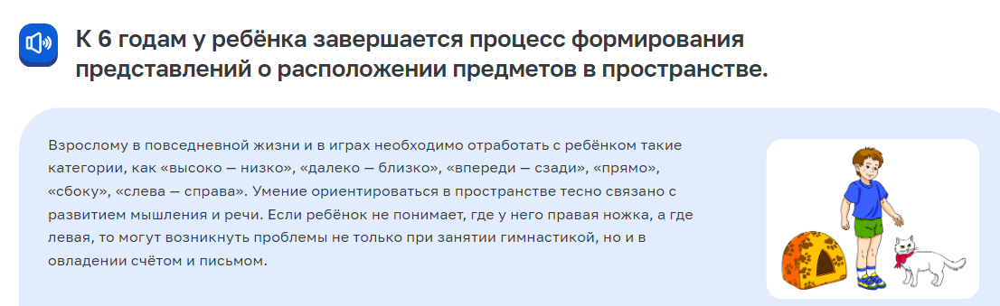 К 6 годам у ребёнка завершается процесс формирования
представлений о расположении предметов в пространстве.
Взрослому в повседневной жизни и в играх необходимо отработать с ребёнком такие
категории, как «высоко — низко», «далеко — близко», «впереди — сзади», «прямо»,
«сбоку», «слева — справа». Умение ориентироваться в пространстве тесно связано с
развитием мышления и речи. Если ребёнок не понимает, где у него правая ножка, а где
левая, то могут возникнуть проблемы не только при занятии гимнастикой, но и в
овладении счётом и письмом.